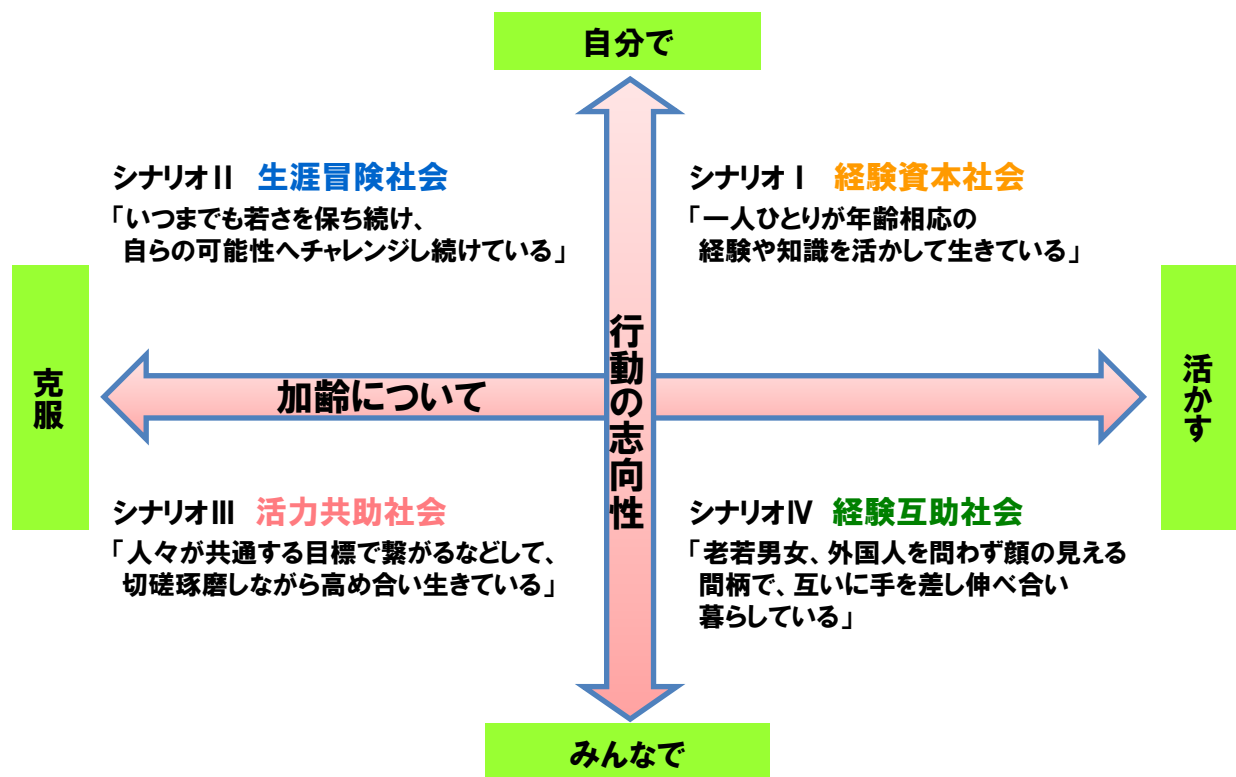 自分で
シナリオⅡ 生涯冒険社会
「いつまでも若さを保ち続け、
自らの可能性へチャレンジし続けている」
シナリオⅠ 経験資本社会
「一人ひとりが年齢相応の
経験や知識を活かして生きている」
克服
加齢について
行動の志向性
活かす
シナリオⅢ 活力共助社会
「人々が共通する目標で繋がるなどして、
切磋琢磨しながら高め合い生きている」
シナリオⅣ 経験互助社会
「老若男女、外国人を問わず顔の見える
間柄で、互いに手を差し伸べ合い
暮らしている」
みんなで